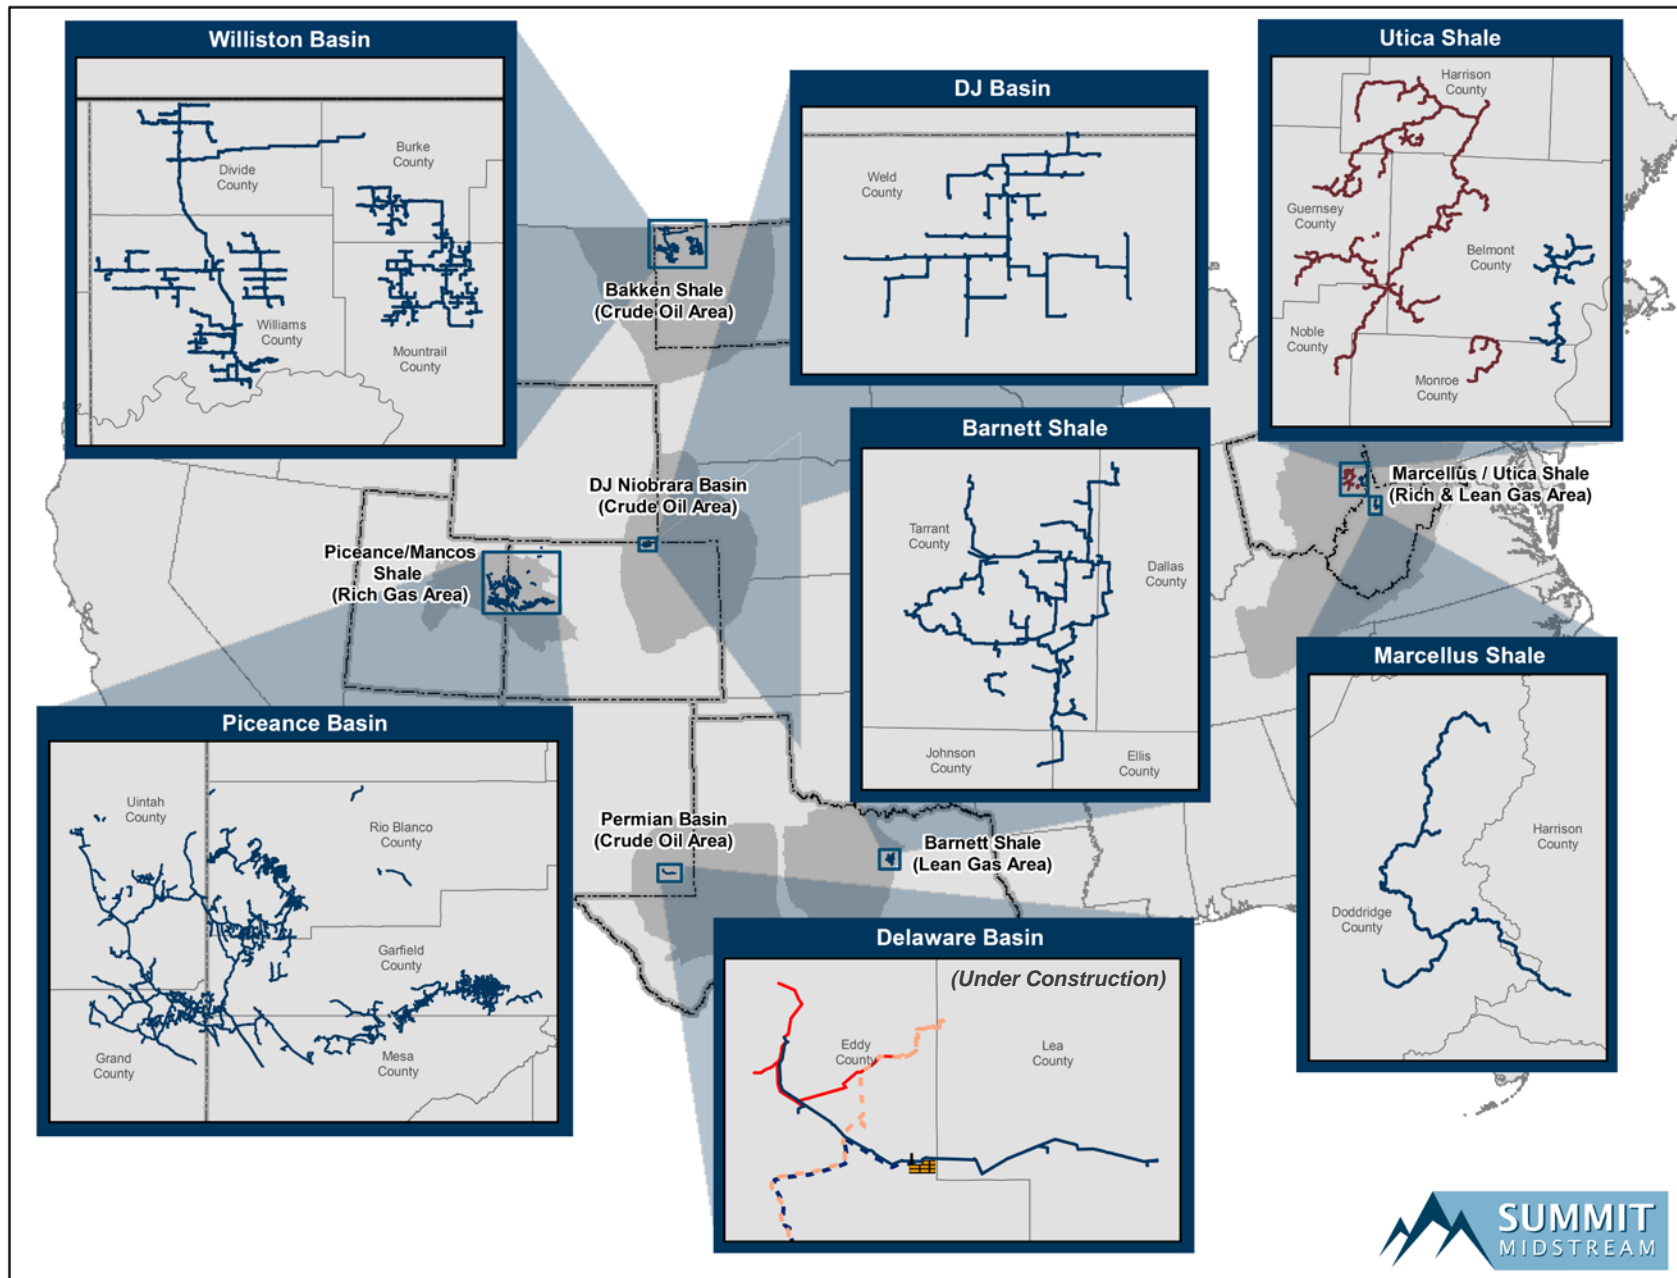 Williston Basin
Divide
County
Burke
County
Williams
County
Mountrail
County
DJ Basin
Weld
County
Utica Shale
Harrison
County
Guernsey
County
Belmont
County
Noble
County
Monroe
County
Bakken Shale
(Crude Oil Area)
Barnett Shale
Tarrant
County
Dallas
County
Johnson
County
Ellis
County
DJ Niobrara Basin
(Crude Oil Area)
Marcellus / Utica Shale
(Rich & Lean Gas Area)
Piceance/Mancos
Shale
(Rich Gas Area)
Marcellus Shale
Harrison
County
Doddridge
County
Piceance Basin
Uintah
County
Rio Blanco
County
Garfield
County
Grand
County
Mesa
County
Permian Basin
(Crude Oil Area)
Barnett Shale
(Lean Gas Area)
Delaware Basin
(Under Construction)
Eddy
County
Lea
County
SUMMIT
MIDSTREAM